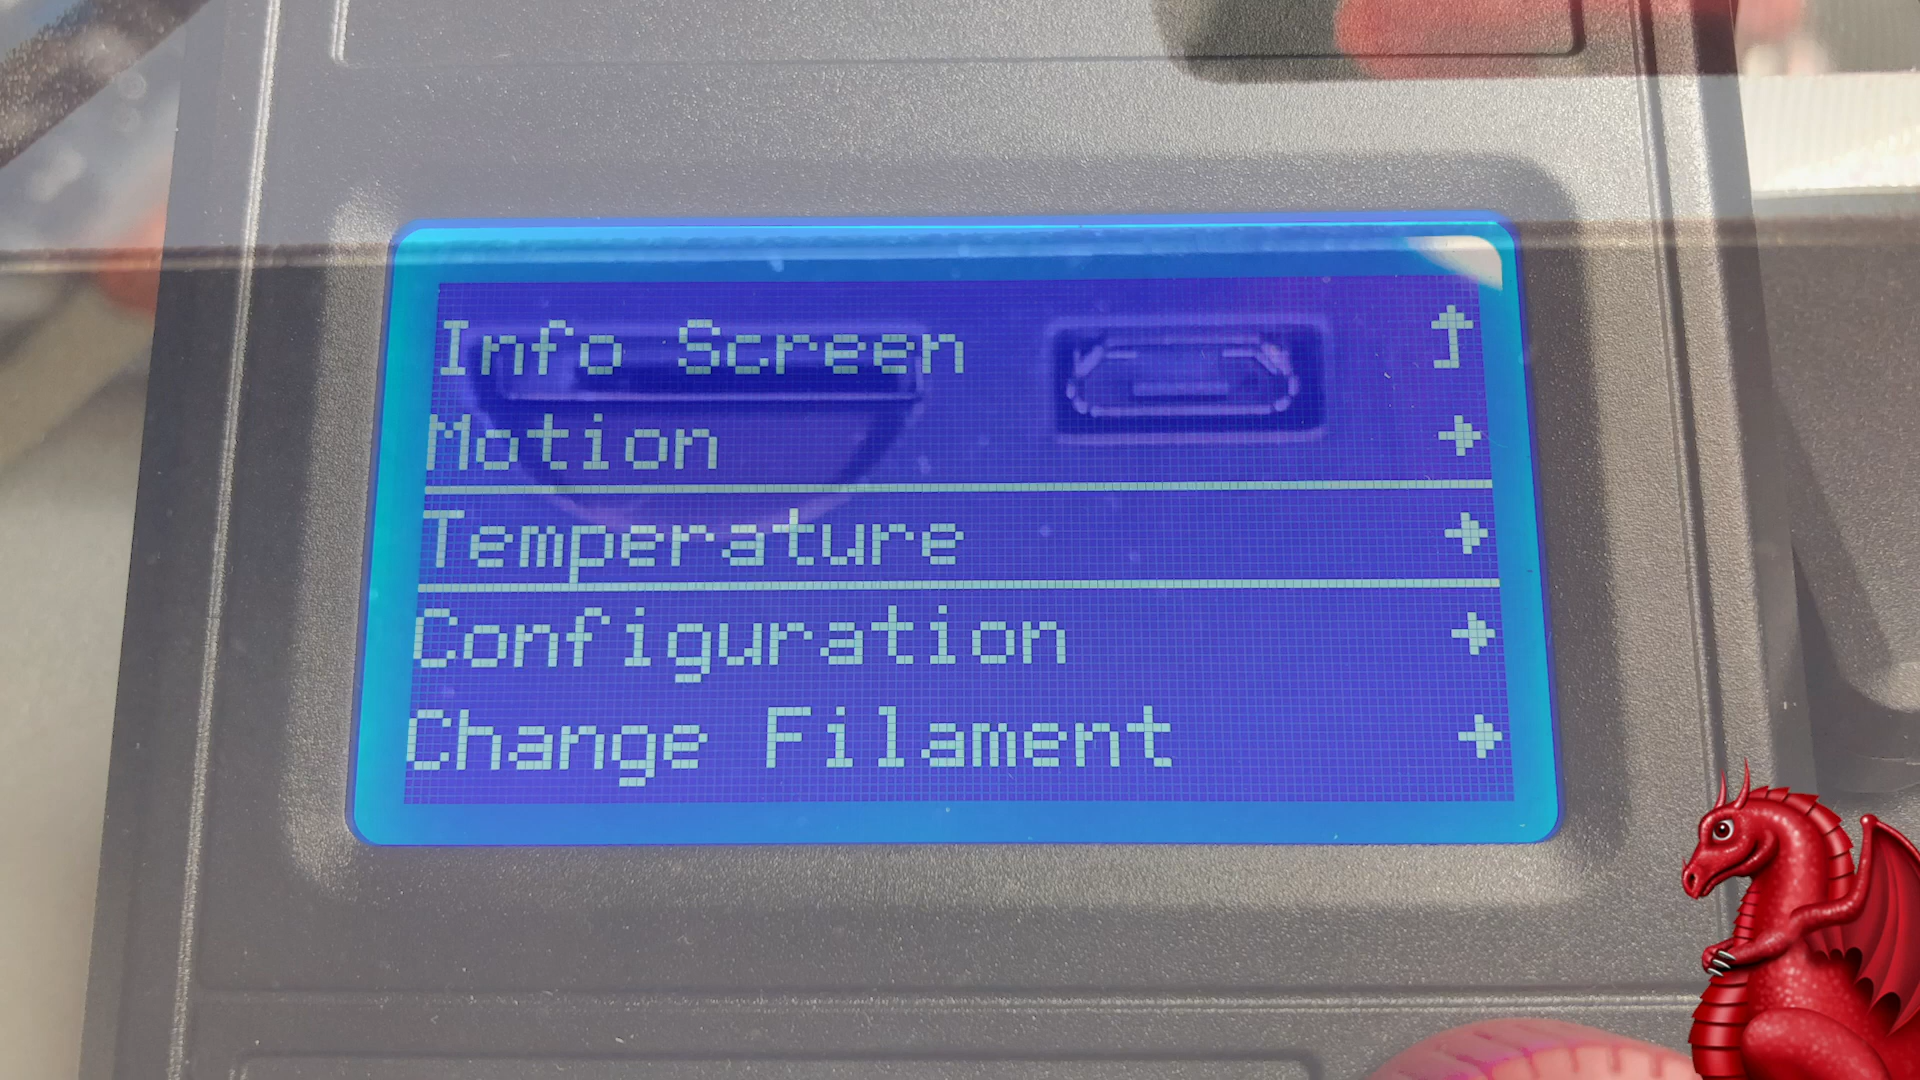 Info Screen
Motion
Temperature
Configuration
Change Filament